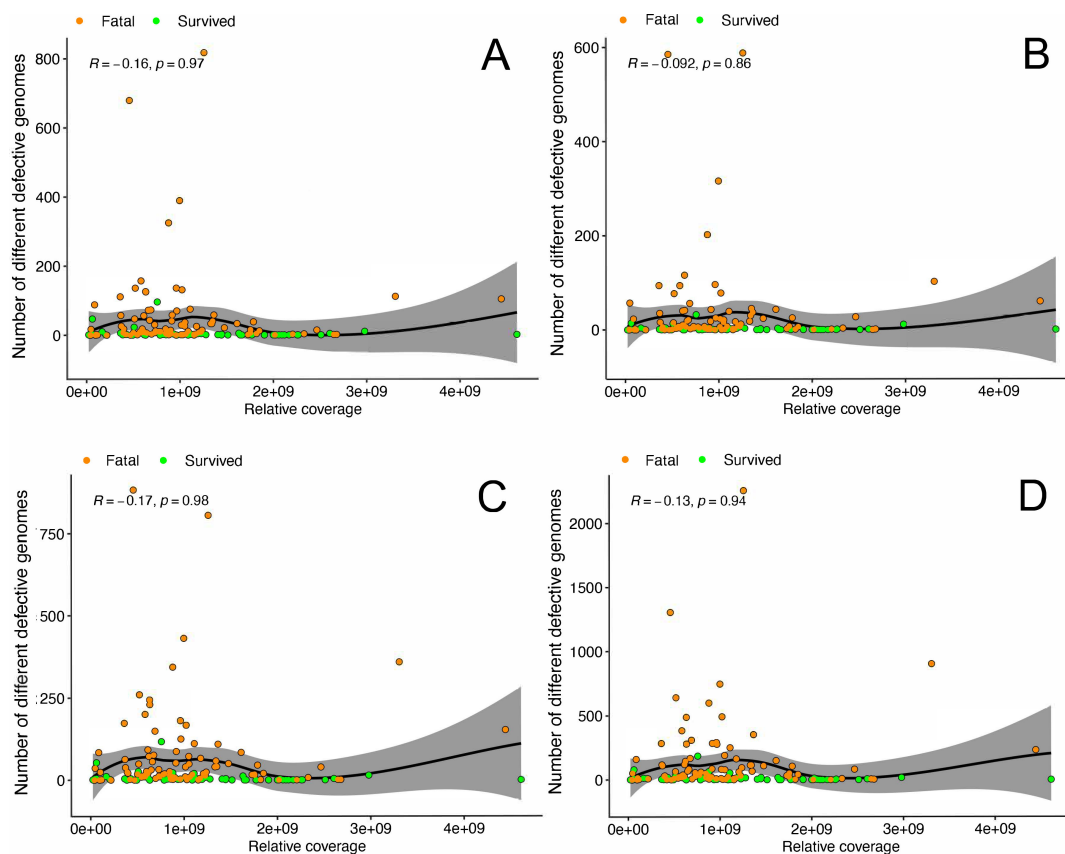 Fatal Survived
A
R = −0.16, p = 0.97
Number of different defective genomes
800
600
400
200
0
0e+00 1e+09 2e+09 3e+09 4e+09
Relative coverage
Fatal Survived
B
R = −0.092, p = 0.86
Number of different defective genomes
600
400
200
0
0e+00 1e+09 2e+09 3e+09 4e+09
Relative coverage
Fatal Survived
C
R = −0.17, p = 0.98
Number of different defective genomes
750
500
250
0
0e+00 1e+09 2e+09 3e+09 4e+09
Relative coverage
Fatal Survived
D
R = −0.13, p = 0.94
Number of different defective genomes
2000
1500
1000
500
0
0e+00 1e+09 2e+09 3e+09 4e+09
Relative coverage